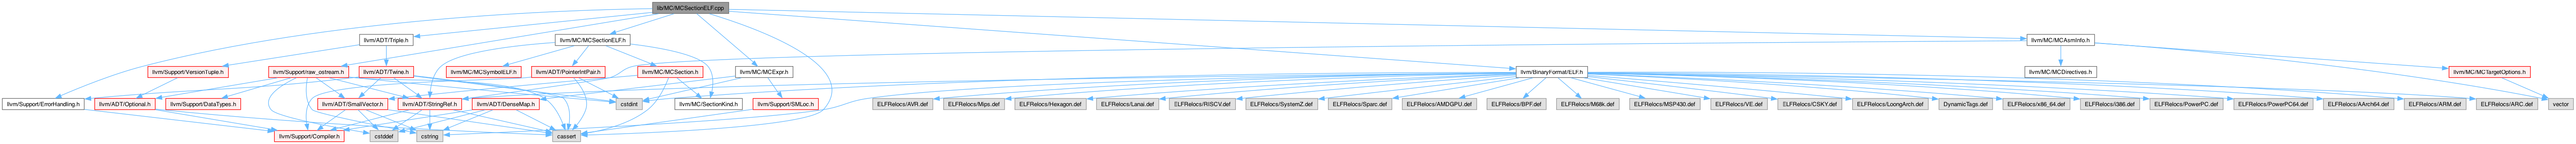 lib/MC/MCSectionELF.cpp
llvm/ADT/Triple.h
llvm/MC/MCSectionELF.h
llvm/MC/MCAsmInfo.h
llvm/Support/VersionTuple.h
llvm/Support/raw_ostream.h
llvm/ADT/Twine.h
llvm/MC/MCSymbolELF.h
llvm/ADT/PointerIntPair.h
llvm/MC/MCSection.h
llvm/MC/MCExpr.h
llvm/BinaryFormat/ELF.h
llvm/MC/MCDirectives.h
llvm/MC/MCTargetOptions.h
llvm/Support/ErrorHandling.h
llvm/ADT/Optional.h
llvm/Support/DataTypes.h
llvm/ADT/SmallVector.h
llvm/ADT/StringRef.h
llvm/ADT/DenseMap.h
cstdint
llvm/MC/SectionKind.h
llvm/Support/SMLoc.h
ELFRelocs/AVR.def
ELFRelocs/Mips.def
ELFRelocs/Hexagon.def
ELFRelocs/Lanai.def
ELFRelocs/RISCV.def
ELFRelocs/SystemZ.def
ELFRelocs/Sparc.def
ELFRelocs/AMDGPU.def
ELFRelocs/BPF.def
ELFRelocs/M68k.def
ELFRelocs/MSP430.def
ELFRelocs/VE.def
ELFRelocs/CSKY.def
ELFRelocs/LoongArch.def
DynamicTags.def
ELFRelocs/x86_64.def
ELFRelocs/i386.def
ELFRelocs/PowerPC.def
ELFRelocs/PowerPC64.def
ELFRelocs/AArch64.def
ELFRelocs/ARM.def
ELFRelocs/ARC.def
vector
llvm/Support/Compiler.h
cstddef
cstring
cassert